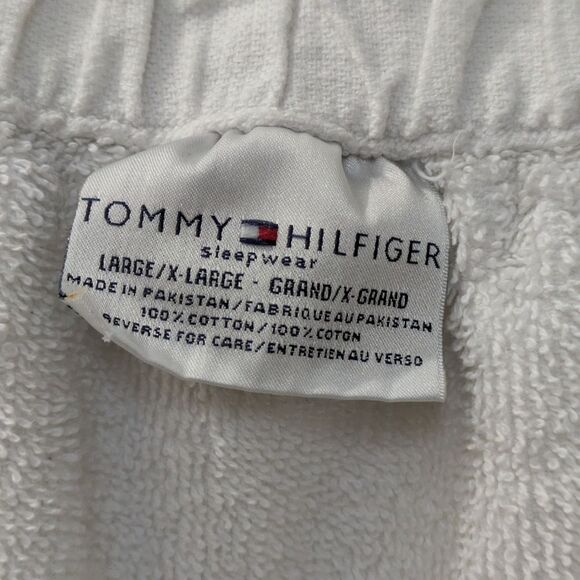 TOMMY HILFIGER
sleepwear
LARGE/X-LARGE - GRAND/X-GRAND
MADE IN PAKISTAN/FABRIQUE AU PAKISTAN
100% COTTON/100% COTON
REVERSE FOR CARE/ENTRETIEN AU VERSO